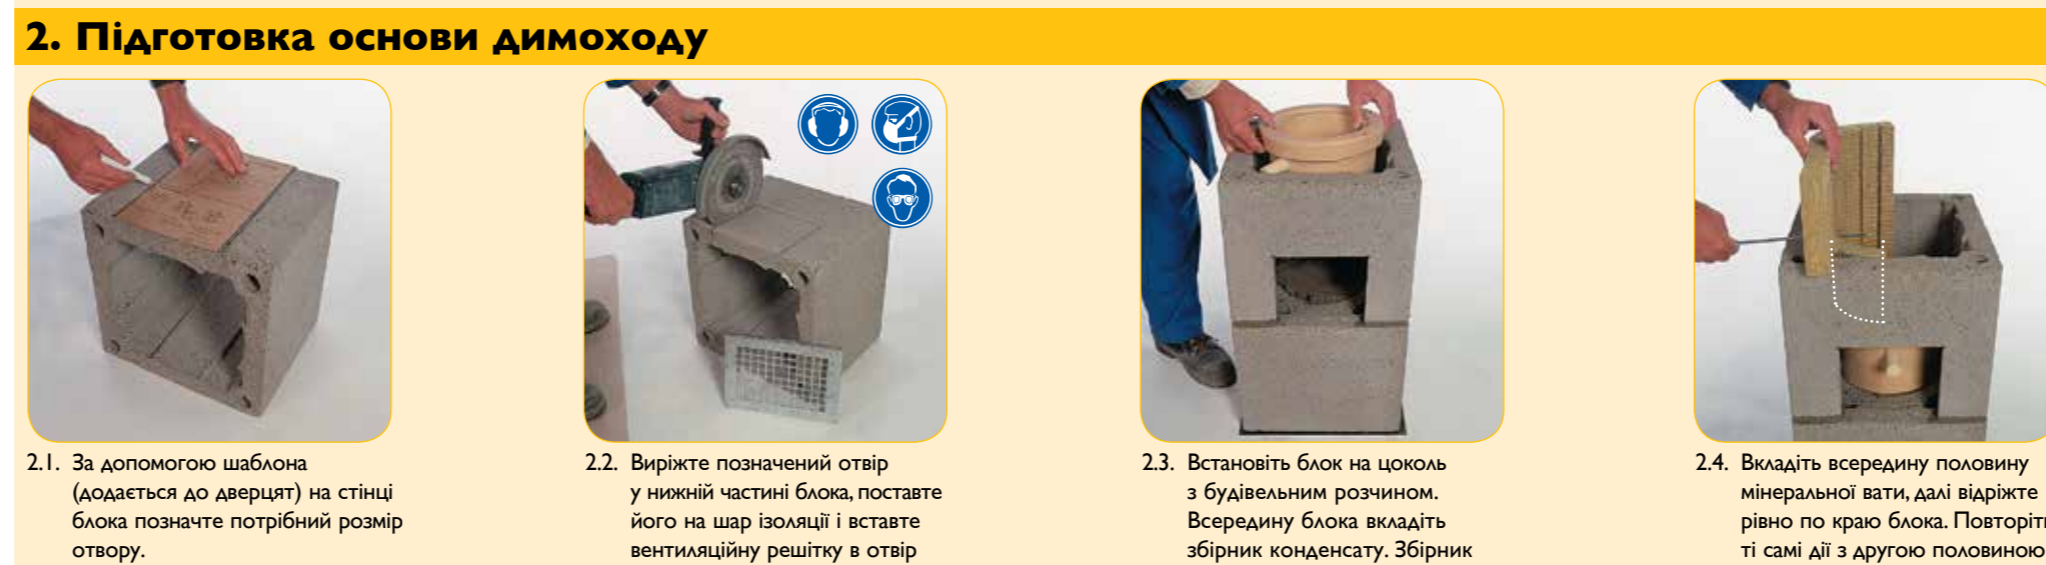 2. Підготовка основи димоходу
2.1. За допомогою шаблона
(додається до дверцят) на стінці
блока позначте потрібний розмір
отвору.
2.2. Виріжте позначений отвір
у нижній частині блока, поставте
його на шар ізоляції і вставте
вентиляційну решітку в отвір
2.3. Встановіть блок на цоколь
з будівельним розчином.
Всередину блока вкладіть
збірник конденсату. Збірник
2.4. Вкладіть всередину половину
мінеральної вати, далі відріжте
рівно по краю блока. Повторіть
ті самі дії з другою половиною